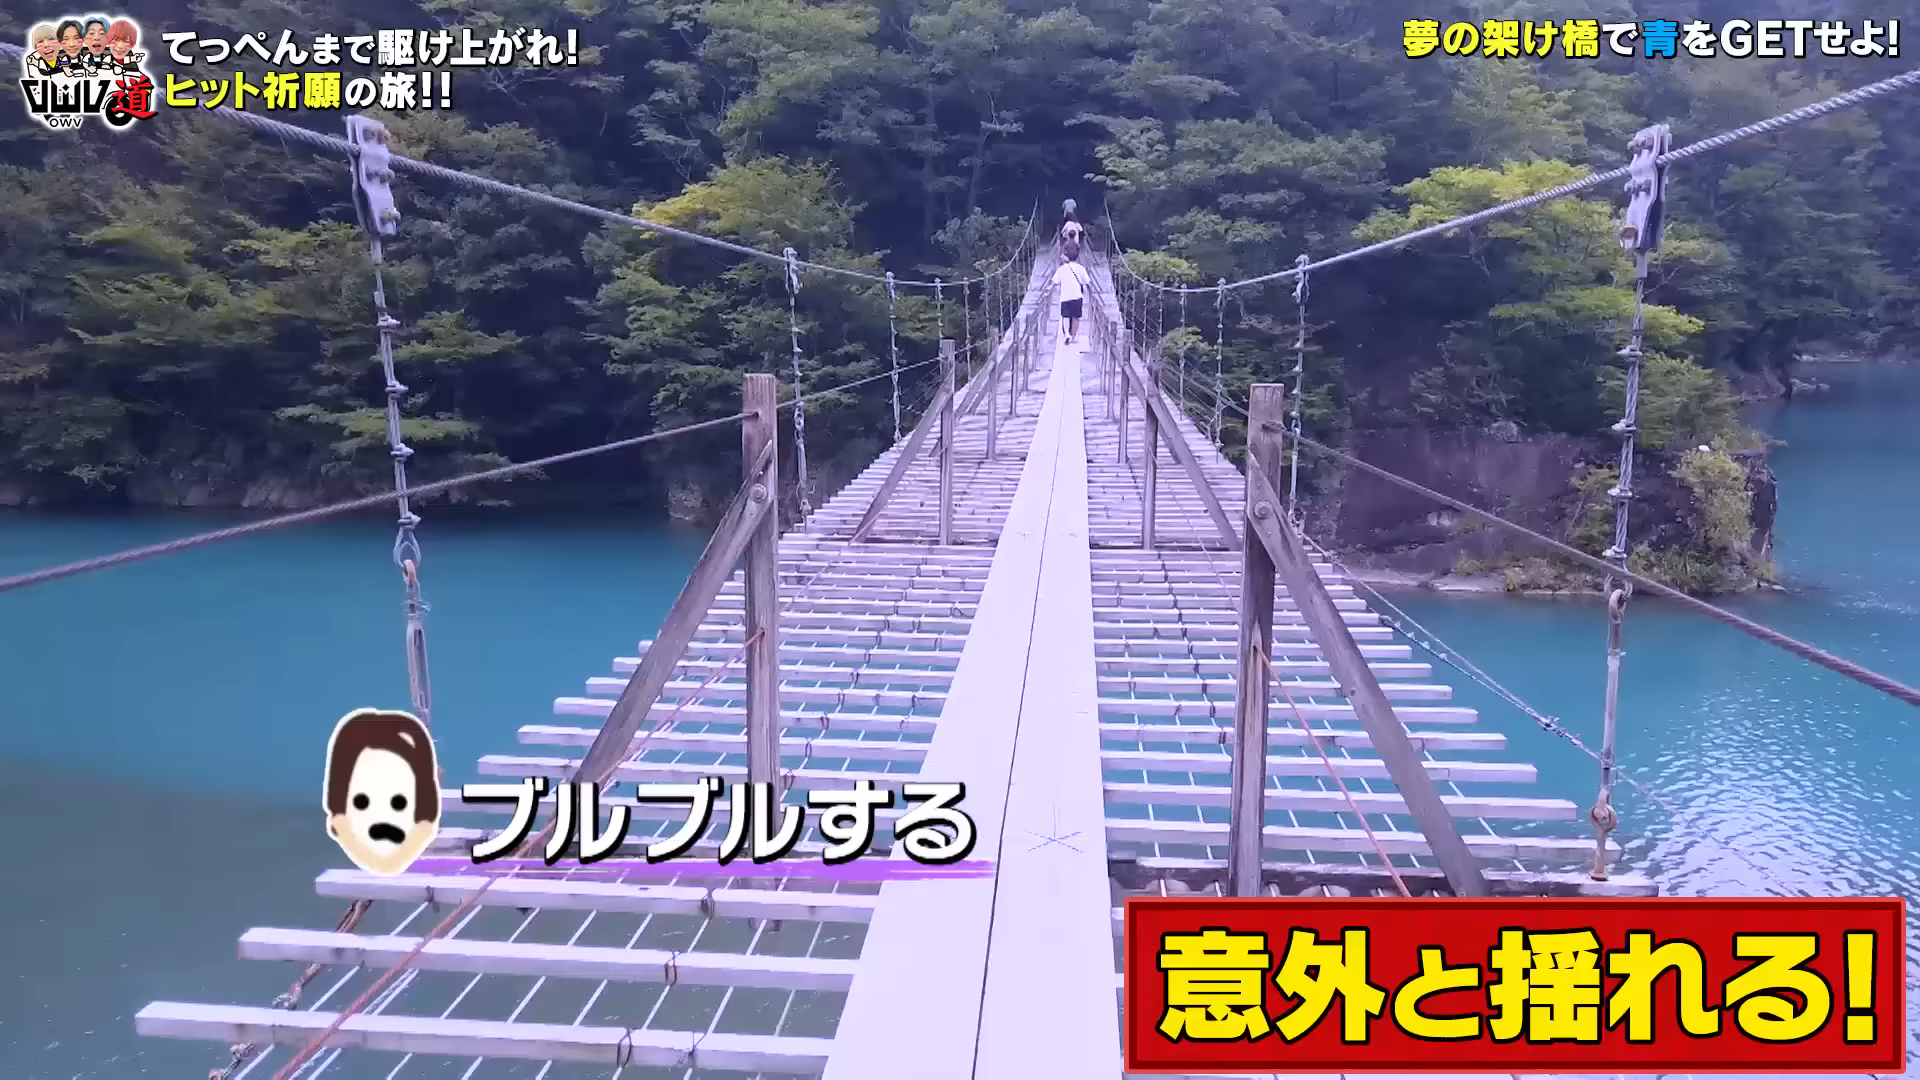 てっぺんまで駆け上がれ!
ヒット祈願の旅!!
OWV道
OWV
夢の架け橋で青をGETせよ!
ブルブルする
意外と揺れる!